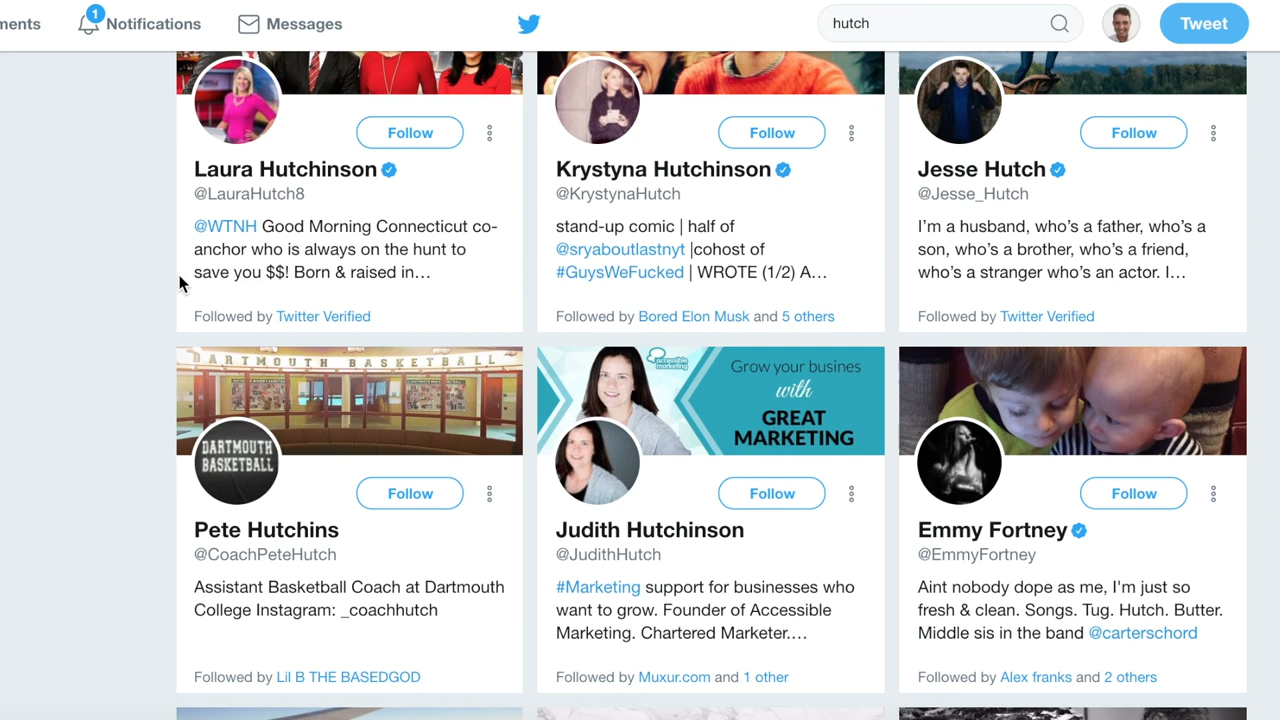 ments
1
Notifications
Messages
hutch
Tweet
Follow
Laura Hutchinson
@LauraHutch8
@WTNH Good Morning Connecticut co-
anchor who is always on the hunt to
save you $$! Born & raised in…
Followed by Twitter Verified
Follow
Krystyna Hutchinson
@KrystynaHutch
stand-up comic | half of
@sryaboutlastnyt |cohost of
#GuysWeFucked | WROTE (1/2) A…
Followed by Bored Elon Musk and 5 others
Follow
Jesse Hutch
@Jesse_Hutch
I’m a husband, who’s a father, who’s a
son, who’s a brother, who’s a friend,
who’s a stranger who’s an actor. I…
Followed by Twitter Verified
DARTMOUTH BASKETBALL
DARTMOUTH
BASKETBALL
Follow
Pete Hutchins
@CoachPeteHutch
Assistant Basketball Coach at Dartmouth
College Instagram: _coachhutch
Followed by Lil B THE BASEDGOD
accessible
marketing
Grow your busines
with
GREAT
MARKETING
Follow
Judith Hutchinson
@JudithHutch
#Marketing support for businesses who
want to grow. Founder of Accessible
Marketing. Chartered Marketer.…
Followed by Muxur.com and 1 other
Follow
Emmy Fortney
@EmmyFortney
Aint nobody dope as me, I'm just so
fresh & clean. Songs. Tug. Hutch. Butter.
Middle sis in the band @carterschord
Followed by Alex franks and 2 others